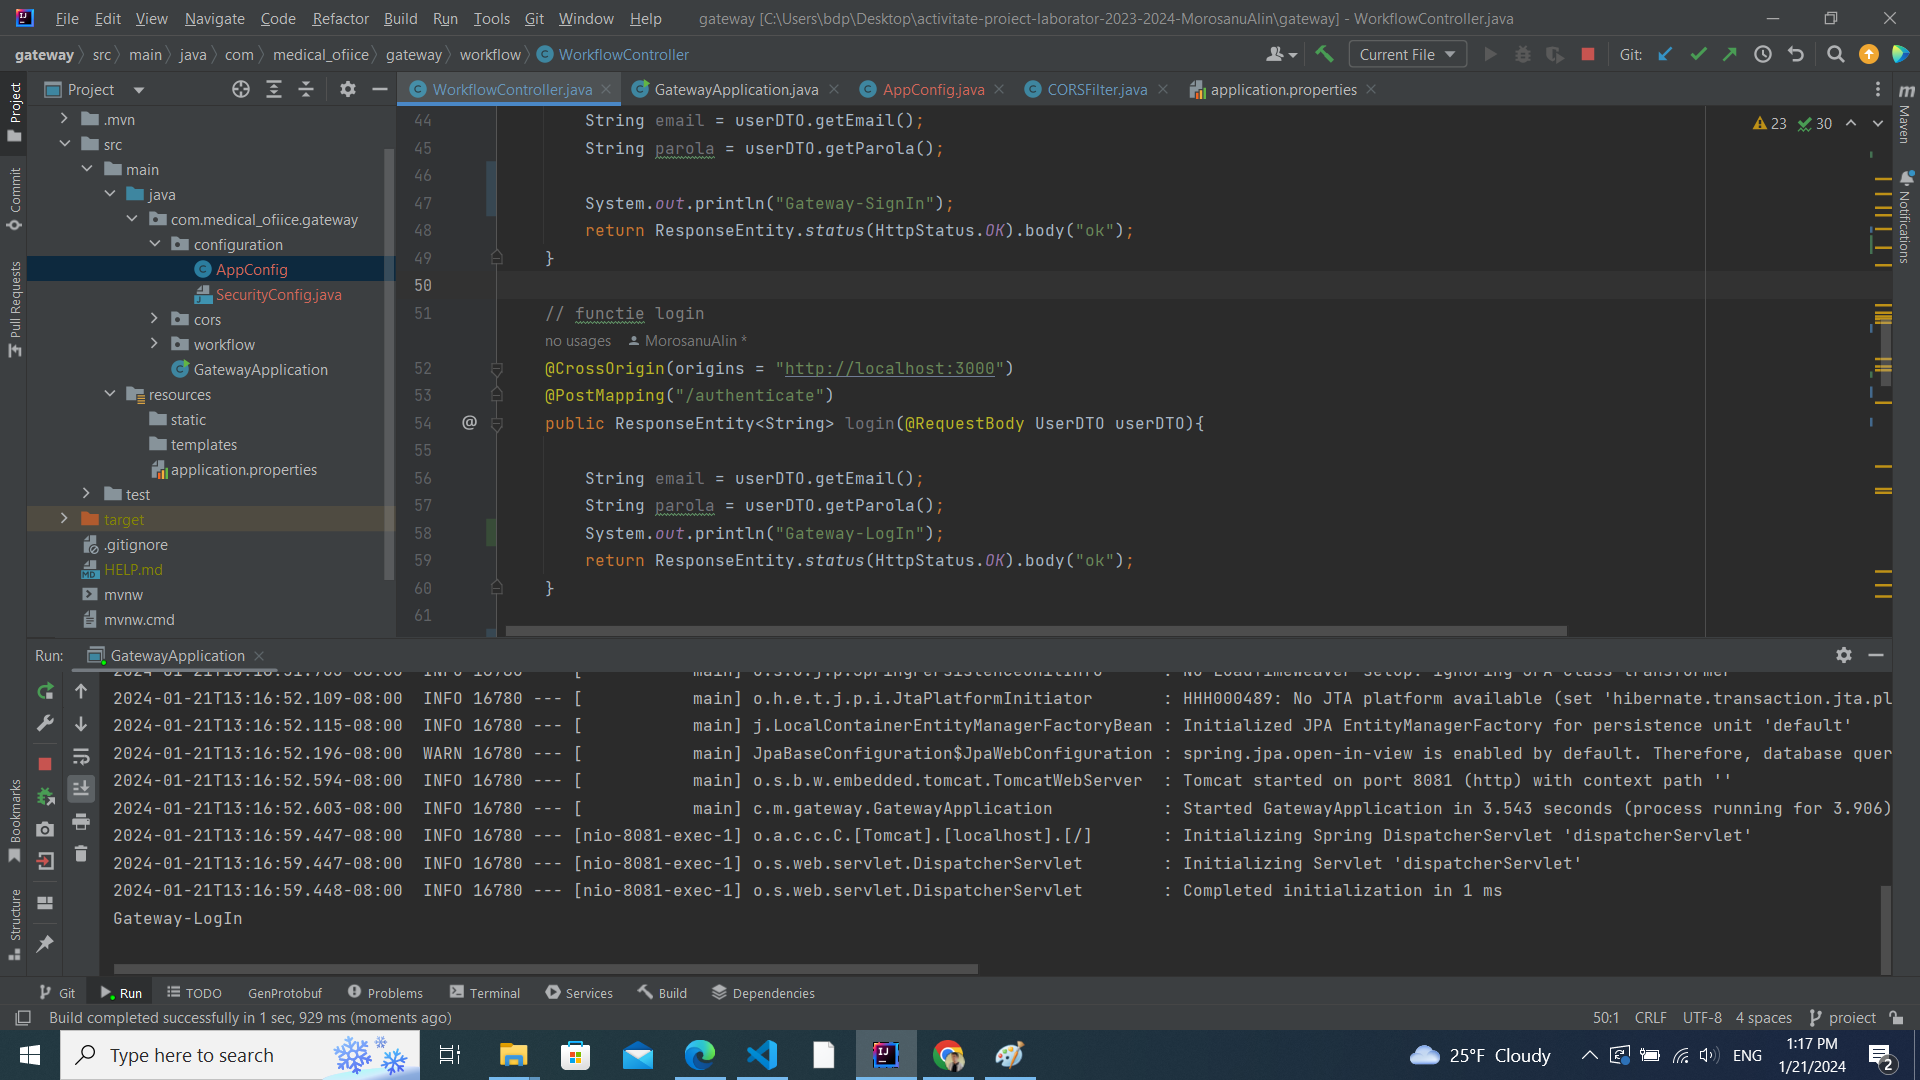 File Edit View Navigate Code Refactor Build Run Tools Git Window Help gateway [C:\Users\bdp\Desktop\activitate-proiect-laborator-2023-2024-MorosanuAlin\gateway] - WorkflowController.java
gateway src main java com medical_ofiice gateway workflow WorkflowController Current File Git:
Project WorkflowController.java GatewayApplication.java AppConfig.java CORSFilter.java application.properties
Project
Commit
Pull Requests
Bookmarks
Structure
Maven
Notifications
.mvn
src
main
java
com.medical_ofiice.gateway
configuration
AppConfig
SecurityConfig.java
cors
workflow
GatewayApplication
resources
static
templates
application.properties
test
target
.gitignore
HELP.md
mvnw
mvnw.cmd
23 30
44 String email = userDTO.getEmail();
45 String parola = userDTO.getParola();
46
47 System.out.println("Gateway-SignIn");
48 return ResponseEntity.status(HttpStatus.OK).body("ok");
49 }
50
51 // functie login
no usages MorosanuAlin *
52 @CrossOrigin(origins = "http://localhost:3000")
53 @PostMapping("/authenticate")
54 @ public ResponseEntity<String> login(@RequestBody UserDTO userDTO){
55
56 String email = userDTO.getEmail();
57 String parola = userDTO.getParola();
58 System.out.println("Gateway-LogIn");
59 return ResponseEntity.status(HttpStatus.OK).body("ok");
60 }
61
Run: GatewayApplication
2024-01-21T13:16:52.109-08:00 INFO 16780 --- [ main] o.h.e.t.j.p.i.JtaPlatformInitiator : HHH000489: No JTA platform available (set 'hibernate.transaction.jta.pl
2024-01-21T13:16:52.115-08:00 INFO 16780 --- [ main] j.LocalContainerEntityManagerFactoryBean : Initialized JPA EntityManagerFactory for persistence unit 'default'
2024-01-21T13:16:52.196-08:00 WARN 16780 --- [ main] JpaBaseConfiguration$JpaWebConfiguration : spring.jpa.open-in-view is enabled by default. Therefore, database quer
2024-01-21T13:16:52.594-08:00 INFO 16780 --- [ main] o.s.b.w.embedded.tomcat.TomcatWebServer : Tomcat started on port 8081 (http) with context path ''
2024-01-21T13:16:52.603-08:00 INFO 16780 --- [ main] c.m.gateway.GatewayApplication : Started GatewayApplication in 3.543 seconds (process running for 3.906)
2024-01-21T13:16:59.447-08:00 INFO 16780 --- [nio-8081-exec-1] o.a.c.c.C.[Tomcat].[localhost].[/] : Initializing Spring DispatcherServlet 'dispatcherServlet'
2024-01-21T13:16:59.447-08:00 INFO 16780 --- [nio-8081-exec-1] o.s.web.servlet.DispatcherServlet : Initializing Servlet 'dispatcherServlet'
2024-01-21T13:16:59.448-08:00 INFO 16780 --- [nio-8081-exec-1] o.s.web.servlet.DispatcherServlet : Completed initialization in 1 ms
Gateway-LogIn
Git Run TODO GenProtobuf Problems Terminal Services Build Dependencies
Build completed successfully in 1 sec, 929 ms (moments ago) 50:1 CRLF UTF-8 4 spaces proiect
Type here to search 25°F Cloudy ENG 1:17 PM
1/21/2024
2